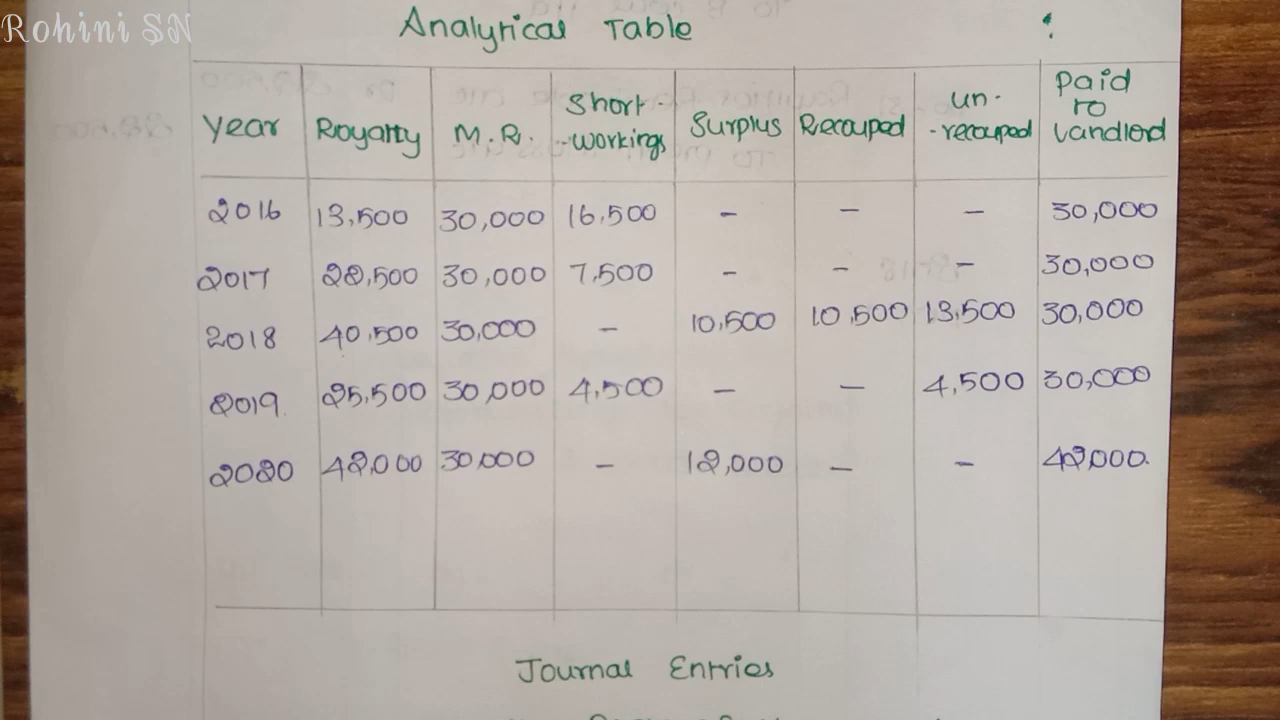 Rohini SN
Analytical Table
Year Royalty M.R. Short-workings Surplus Recouped un-recouped Paid to Landlord
2016 13,500 30,000 16,500 - - - 30,000
2017 22,500 30,000 7,500 - - - 30,000
2018 40,500 30,000 - 10,500 10,500 13,500 30,000
2019 25,500 30,000 4,500 - - 4,500 30,000
2020 42,000 30,000 - 12,000 - - 42,000.
Journal Entries